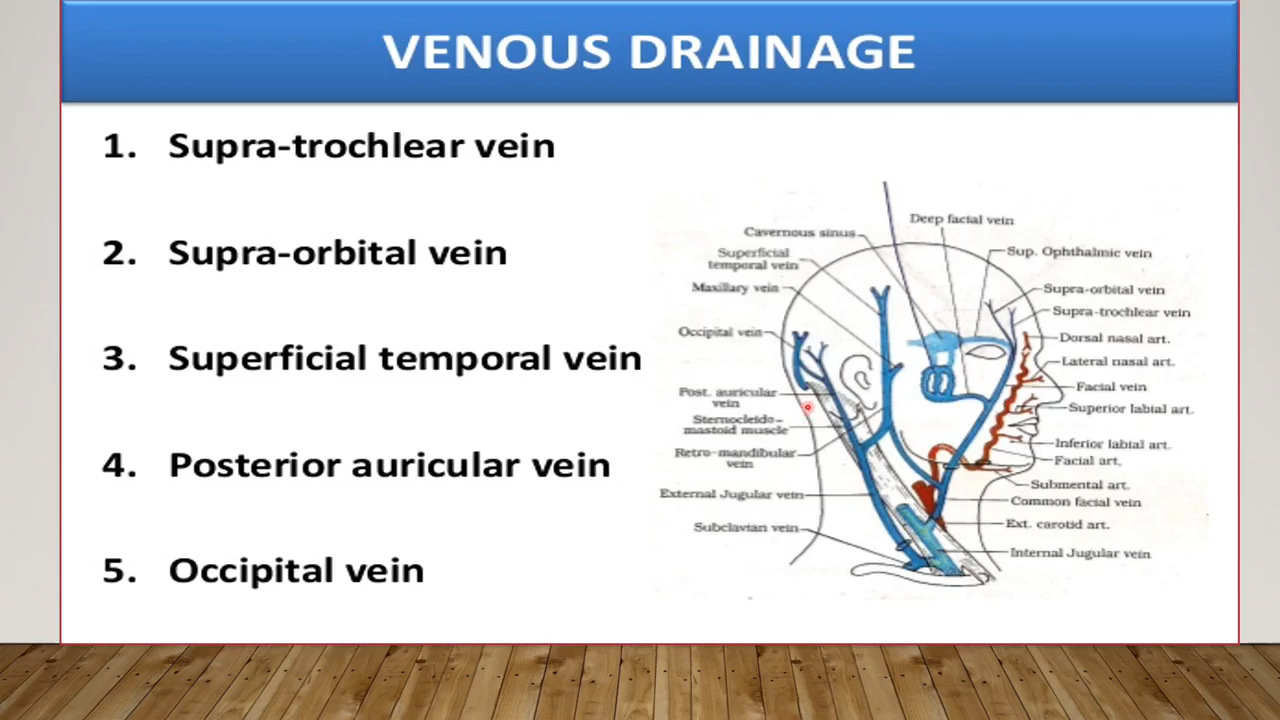 VENOUS DRAINAGE
1. Supra-trochlear vein
2. Supra-orbital vein
3. Superficial temporal vein
4. Posterior auricular vein
5. Occipital vein
Deep facial vein
Cavernous sinus
Superficial
temporal vein
Maxillary vein
Occipital vein
Post. auricular
vein
Sternocleido-
mastoid muscle
Retro-mandibular
vein
External Jugular vein
Subclavian vein
Sup. Ophthalmic vein
Supra-orbital vein
Supra-trochlear vein
Dorsal nasal art.
Lateral nasal art.
Facial vein
Superior labial art.
Inferior labial art.
Facial art,
Submental art.
Common facial vein
Ext. carotid art.
Internal Jugular vein